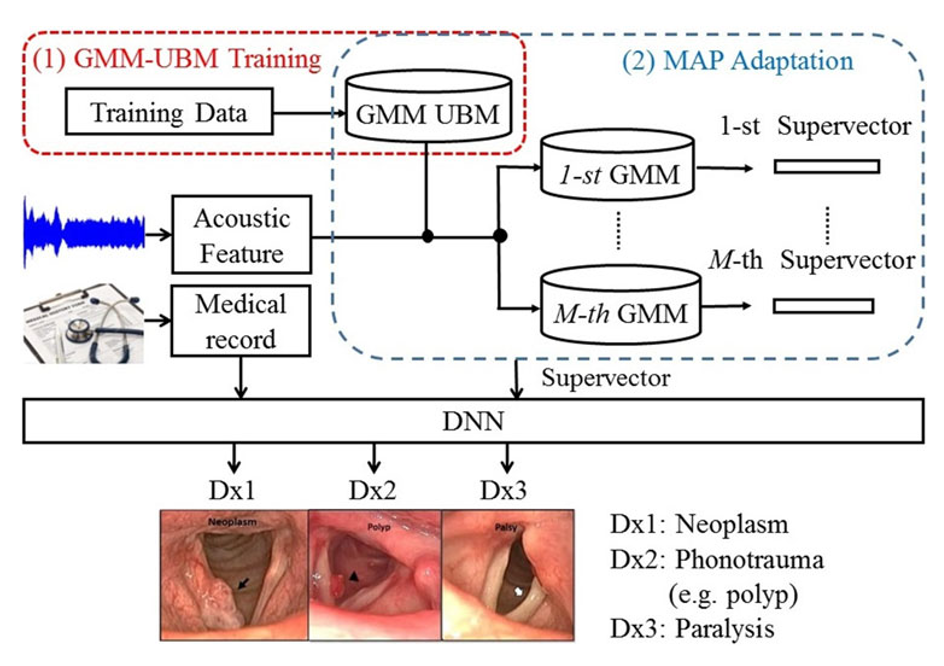 (1) GMM-UBM Training
(2) MAP Adaptation
Training Data
GMM UBM
1-st Supervector
1-st GMM
Acoustic
Feature
M-th Supervector
Medical
record
M-th GMM
Supervector
DNN
Dx1
Dx2
Dx3
Neoplasm
Polyp
Palsy
Dx1: Neoplasm
Dx2: Phonotrauma
(e.g. polyp)
Dx3: Paralysis